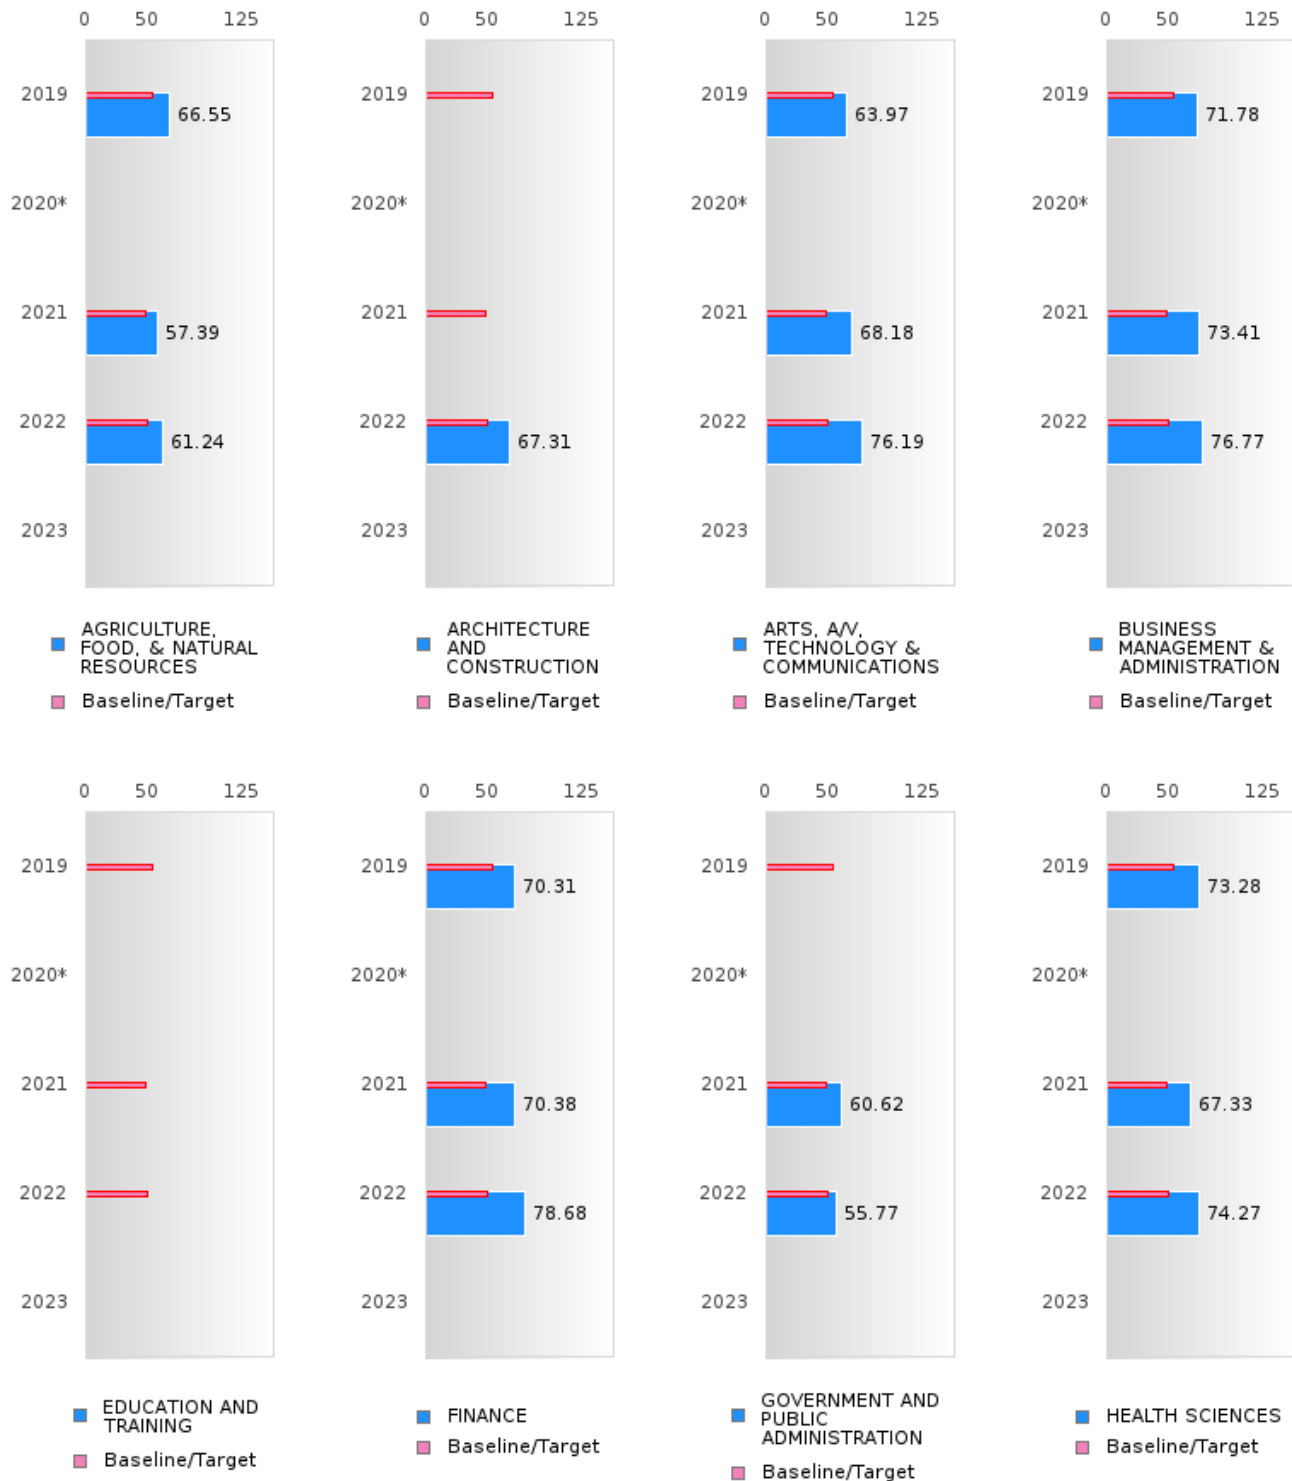 0 50 125
2019
66.55
2020*
2021
57.39
2022
61.24
2023
AGRICULTURE,
FOOD, & NATURAL
RESOURCES
Baseline/Target
0 50 125
2019
2020*
2021
2022
67.31
2023
ARCHITECTURE
AND
CONSTRUCTION
Baseline/Target
0 50 125
2019
63.97
2020*
2021
68.18
2022
76.19
2023
ARTS, A/V,
TECHNOLOGY &
COMMUNICATIONS
Baseline/Target
0 50 125
2019
71.78
2020*
2021
73.41
2022
76.77
2023
BUSINESS
MANAGEMENT &
ADMINISTRATION
Baseline/Target
0 50 125
2019
2020*
2021
2022
2023
EDUCATION AND
TRAINING
Baseline/Target
0 50 125
2019
70.31
2020*
2021
70.38
2022
78.68
2023
FINANCE
Baseline/Target
0 50 125
2019
2020*
2021
60.62
2022
55.77
2023
GOVERNMENT AND
PUBLIC
ADMINISTRATION
Baseline/Target
0 50 125
2019
73.28
2020*
2021
67.33
2022
74.27
2023
HEALTH SCIENCES
Baseline/Target